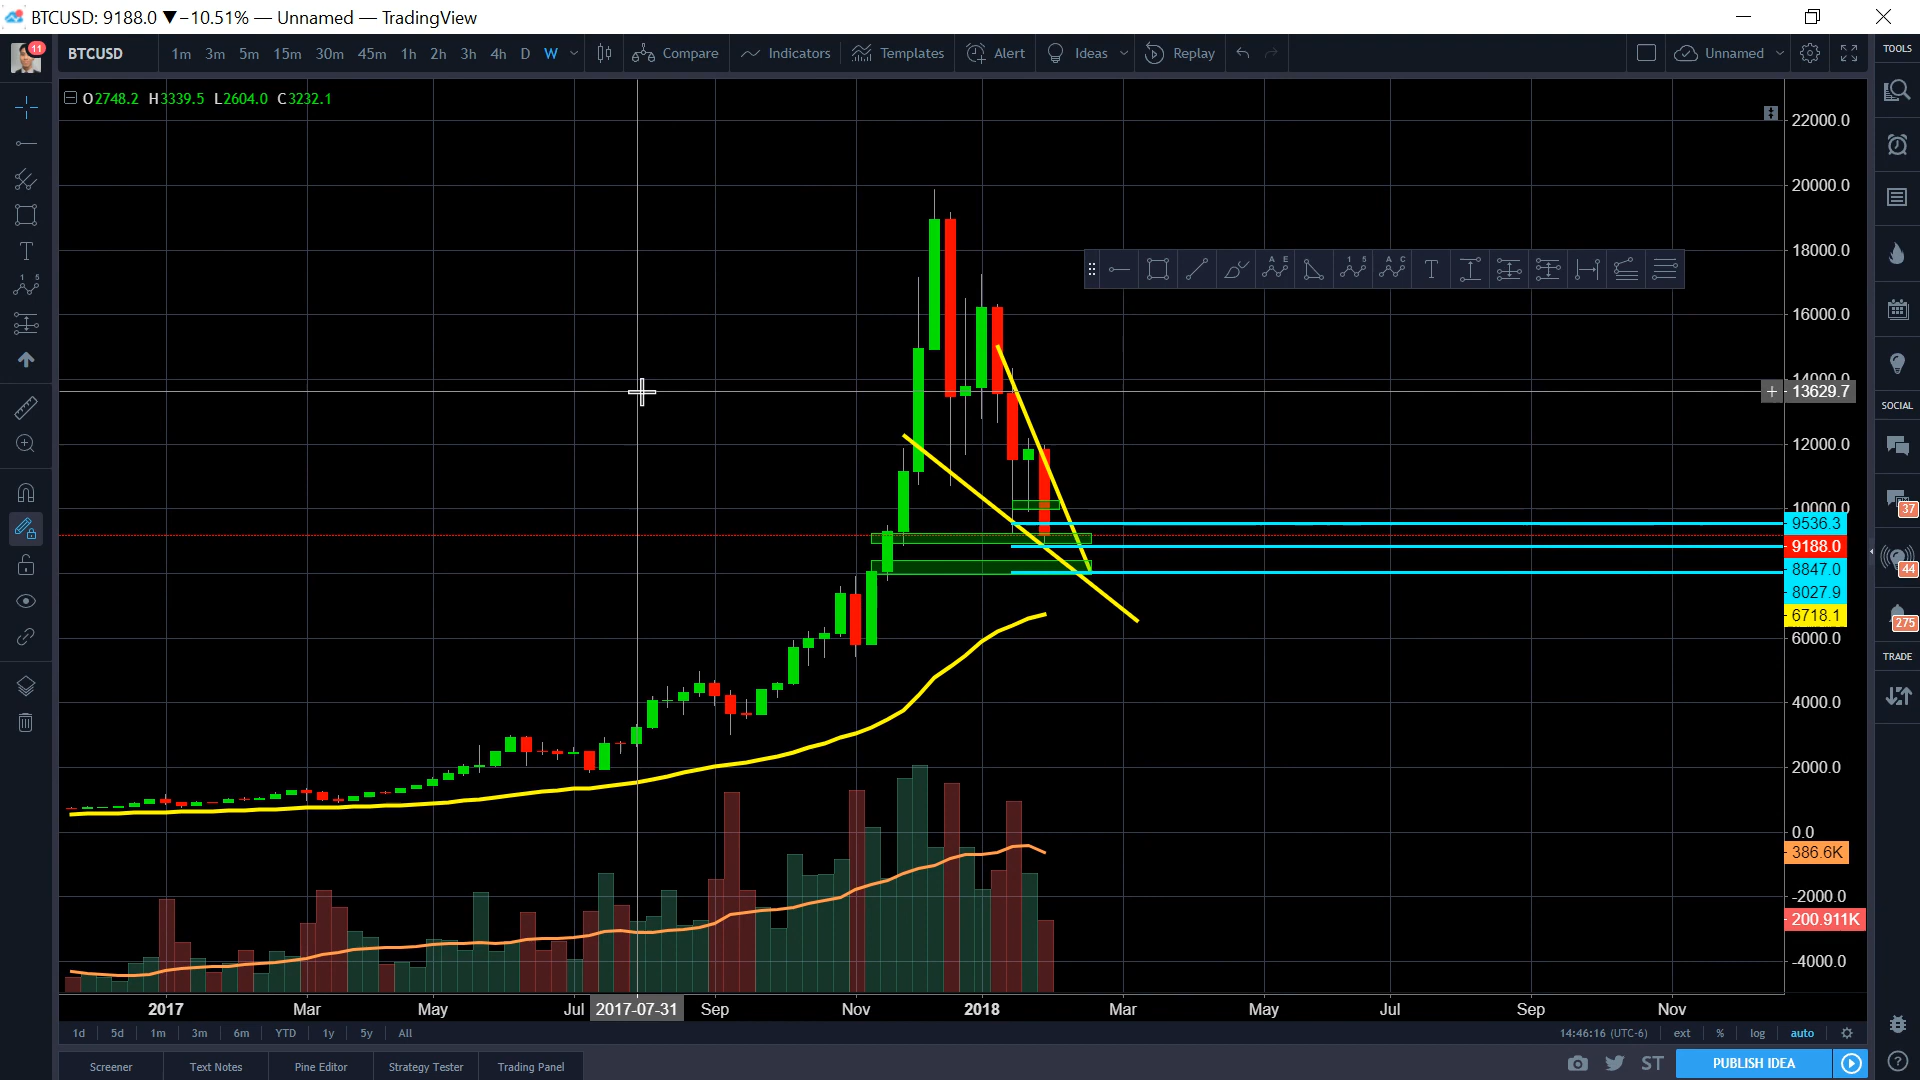 BTCUSD: 9188.0 ▼−10.51% — Unnamed — TradingView
11
BTCUSD 1m 3m 5m 15m 30m 45m 1h 2h 3h 4h D W Compare Indicators Templates Alert Ideas Replay Unnamed
TOOLS
O2748.2 H3339.5 L2604.0 C3232.1
22000.0
20000.0
18000.0
16000.0
14000.0
13629.7
12000.0
10000.0
9536.3
9188.0
8847.0
8027.9
6718.1
6000.0
4000.0
2000.0
0.0
386.6K
-2000.0
200.911K
-4000.0
SOCIAL
37
44
275
TRADE
2017 Mar May Jul 2017-07-31 Sep Nov 2018 Mar May Jul Sep Nov
1d 5d 1m 3m 6m YTD 1y 5y All 14:46:16 (UTC-6) ext % log auto
Screener Text Notes Pine Editor Strategy Tester Trading Panel ST PUBLISH IDEA